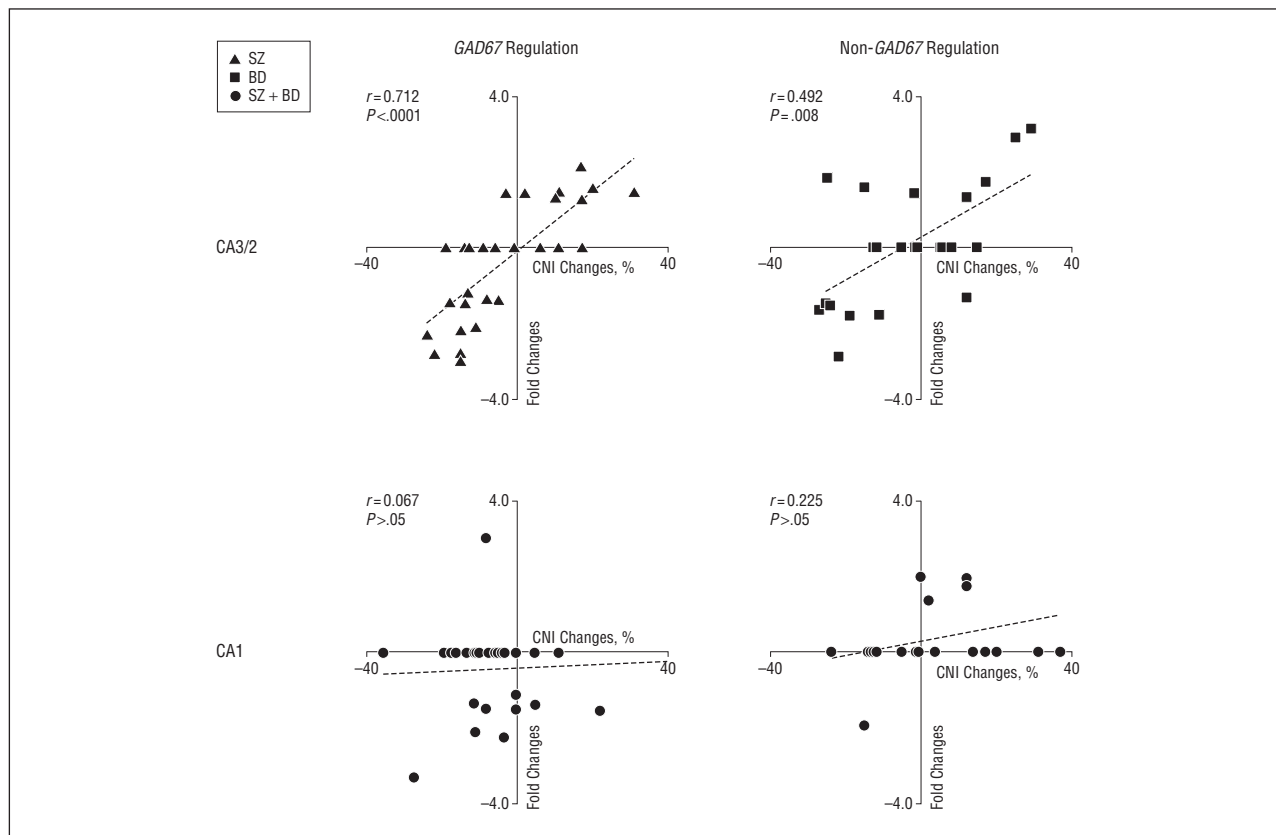 SZ
BD
SZ + BD
GAD67 Regulation
Non-GAD67 Regulation
CA3/2
r=0.712
P<.0001
4.0
–40
40
CNI Changes, %
Fold Changes
–4.0
r=0.492
P=.008
4.0
–40
40
CNI Changes, %
Fold Changes
–4.0
CA1
r=0.067
P>.05
4.0
CNI Changes, %
–40
40
Fold Changes
–4.0
r=0.225
P>.05
4.0
–40
40
CNI Changes, %
Fold Changes
–4.0